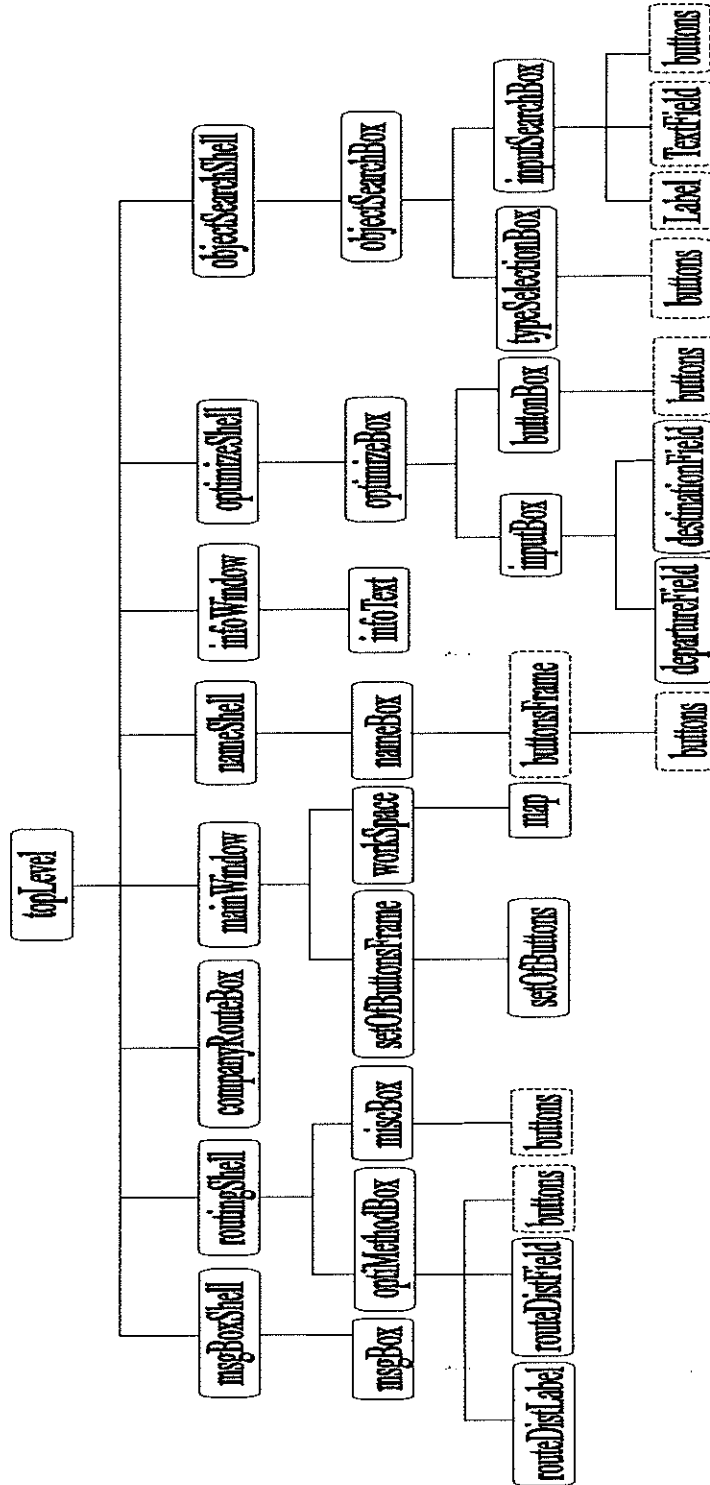 topLevel
msgBoxShell
routingShell
companyRouteBox
mainWindow
nameShell
infoWindow
optimizeShell
objectSearchShell
msgBox
optiMethodBox
miscBox
setOfButtonsFrame
workSpace
nameBox
infoText
optimizeBox
objectSearchBox
routeDistLabel
routeDistField
buttons
buttons
setOfButtons
map
buttonsFrame
inputBox
buttonBox
typeSelectionBox
inputSearchBox
buttons
departureField
destinationField
buttons
buttons
Label
TextField
buttons